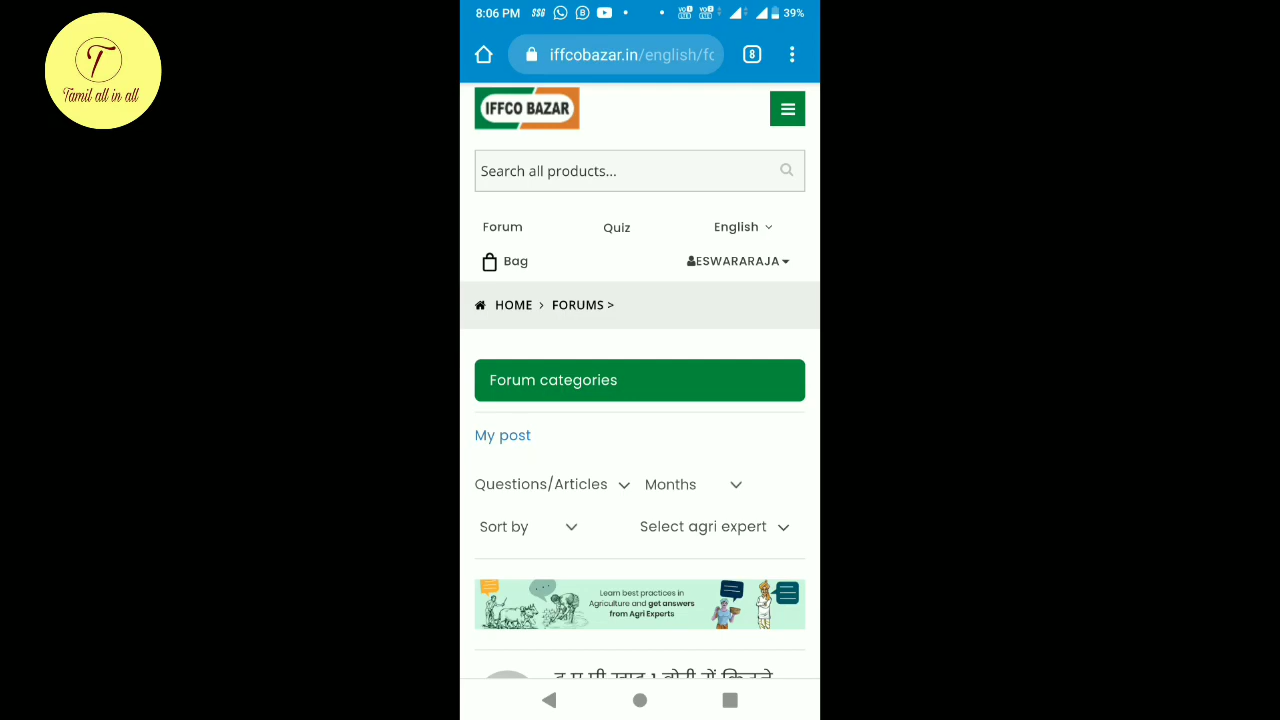 T
Tamil all in all
8:06 PM 39%
iffcobazar.in/english/fo
8
IFFCO BAZAR
Search all products...
Forum Quiz English
Bag ESWARARAJA
HOME > FORUMS >
Forum categories
My post
Questions/Articles Months
Sort by Select agri expert
Learn best practices in
Agriculture and get answers
from Agri Experts